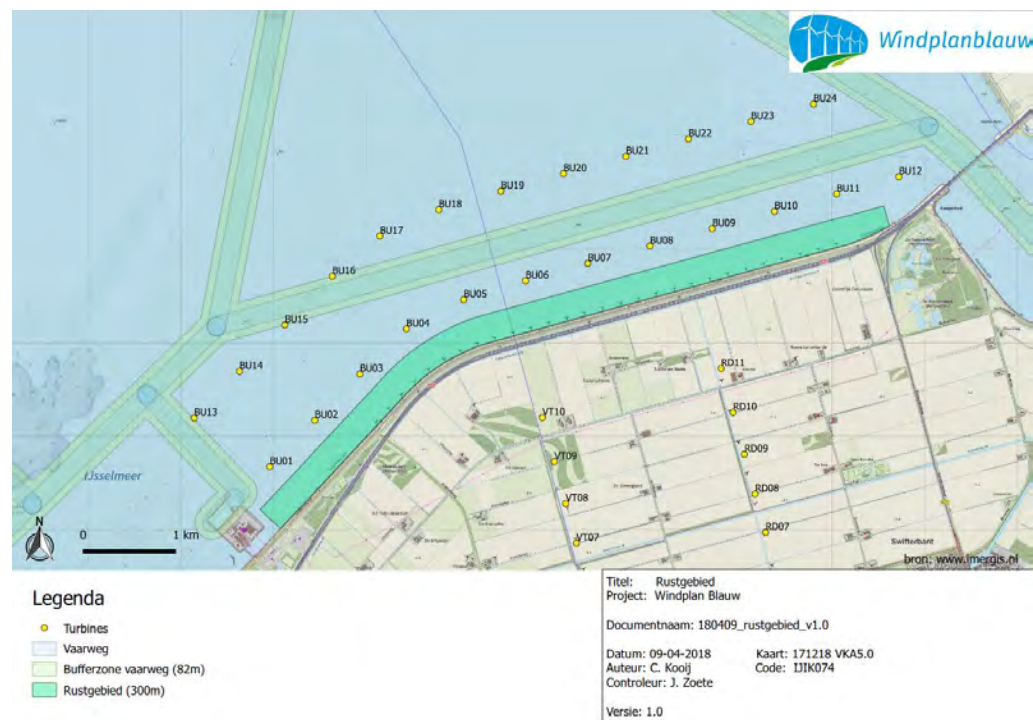 Windplanblauw
BU24
BU23
BU22
BU21
BU20
BU19
BU18
BU17
BU16
BU15
BU14
BU13
BU12
BU11
BU10
BU09
BU08
BU07
BU06
BU05
BU04
BU03
BU02
BU01
RD11
RD10
RD09
RD08
RD07
VT10
VT09
VT08
VT07
IJsselmeer
Swifterbant
N
0 1 km
bron: www.imergis.nl
Legenda
Turbines
Vaarweg
Bufferzone vaarweg (82m)
Rustgebied (300m)
Titel: Rustgebied
Project: Windplan Blauw
Documentnaam: 180409_rustgebied_v1.0
Datum: 09-04-2018 Kaart: 171218 VKA5.0
Auteur: C. Kooij Code: IJIK074
Controleur: J. Zoete
Versie: 1.0